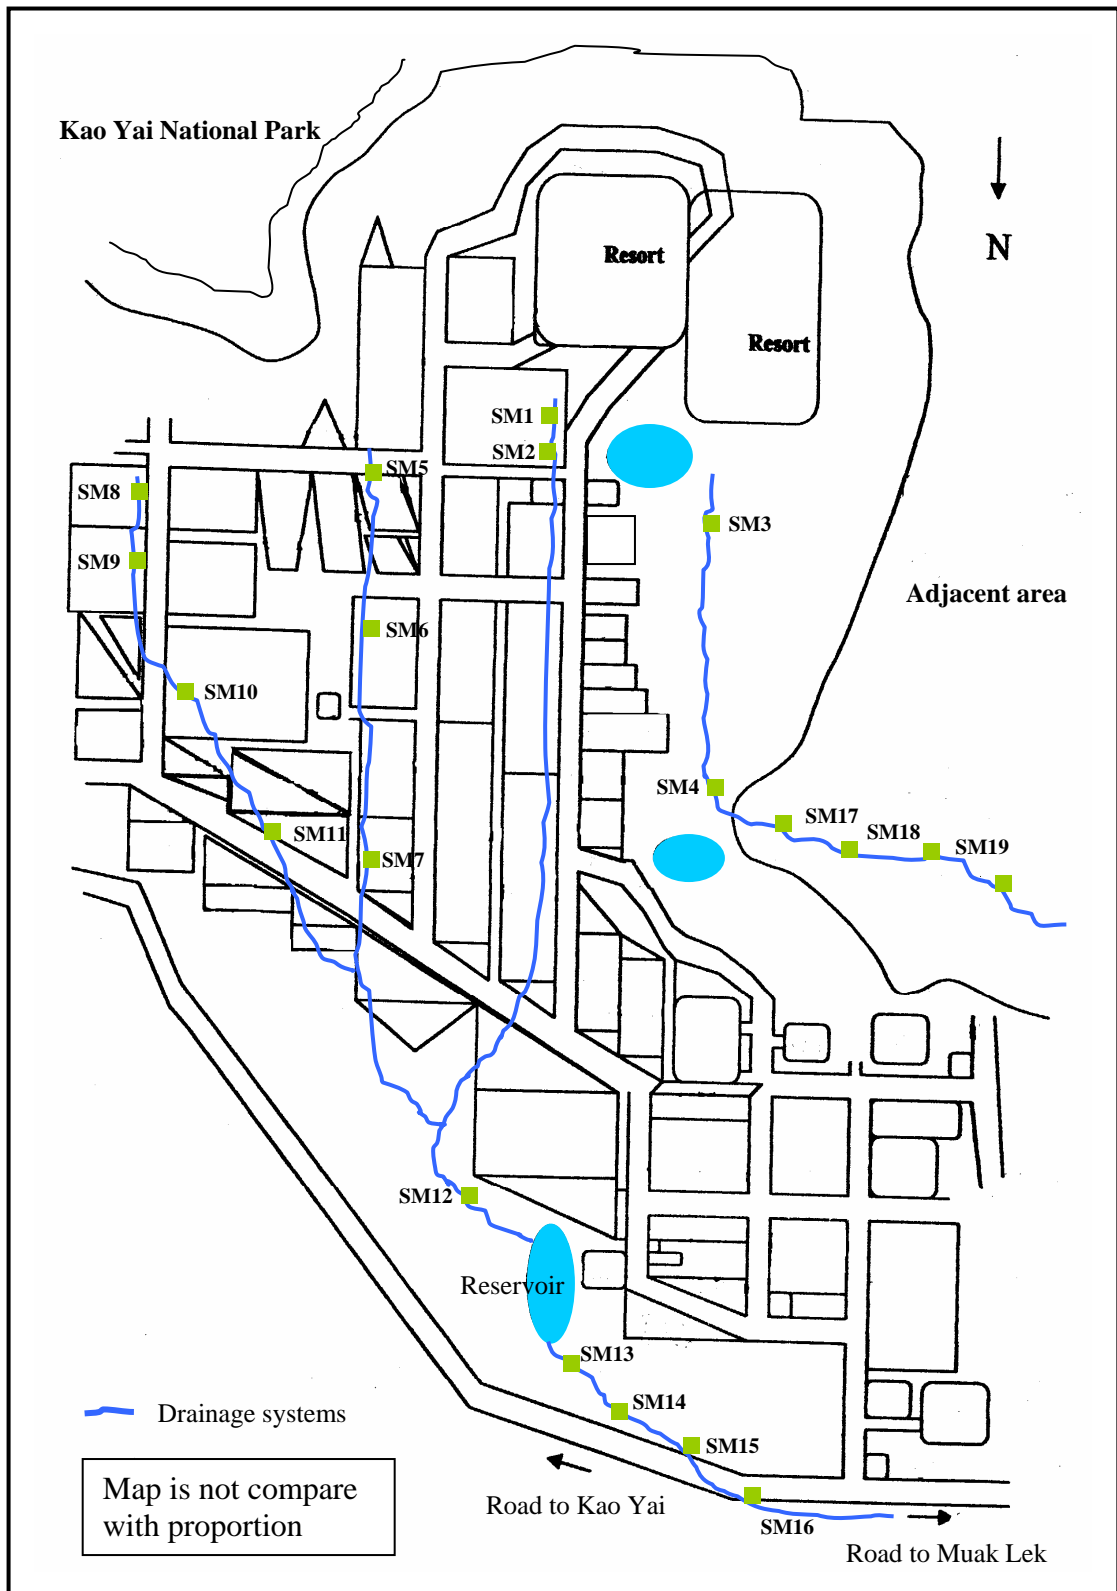 Kao Yai National Park
N
Resort
Resort
SM1
SM2
SM5
SM8
SM3
SM9
Adjacent area
SM6
SM10
SM4
SM17
SM18
SM19
SM11
SM7
SM12
Reservoir
SM13
SM14
SM15
Drainage systems
Map is not compare
with proportion
Road to Kao Yai
SM16
Road to Muak Lek